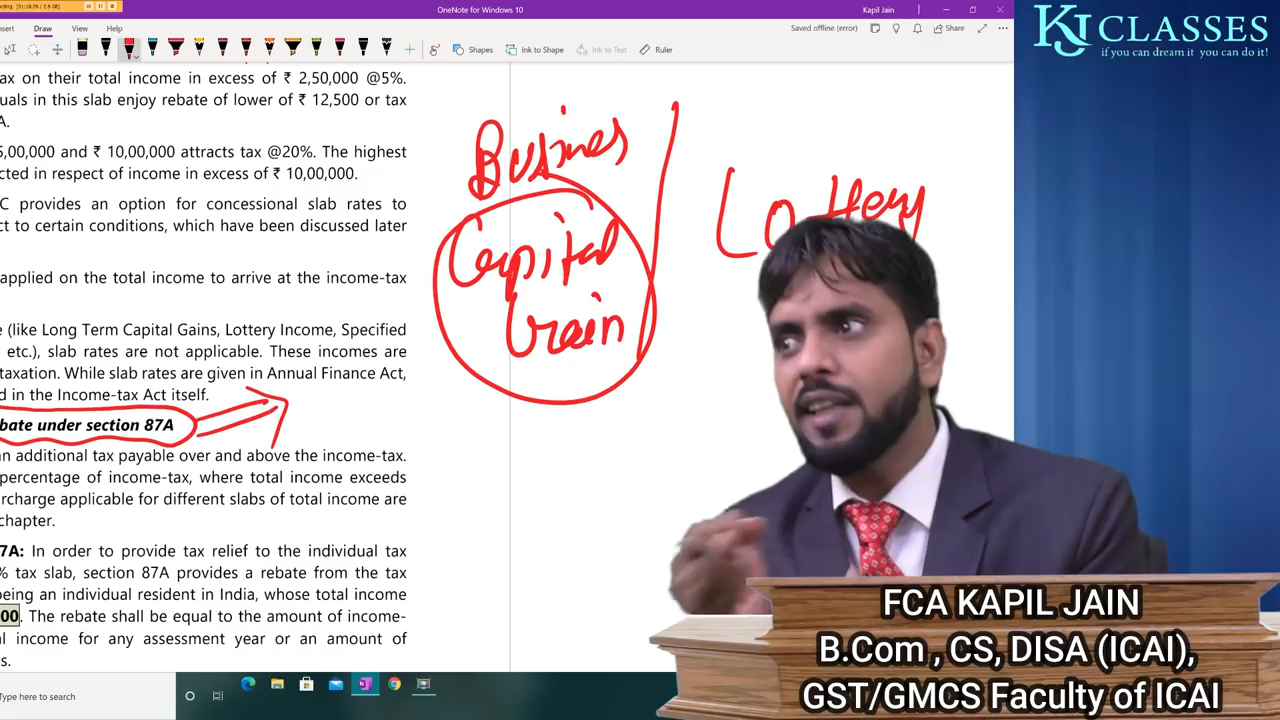 OneNote for Windows 10
Kapil Jain
Draw
View
Help
Saved offline (error)
Share
Shapes
Ink to Shape
Ink to Text
Ruler
tax on their total income in excess of ₹ 2,50,000 @5%.
uals in this slab enjoy rebate of lower of ₹ 12,500 or tax
A.
5,00,000 and ₹ 10,00,000 attracts tax @20%. The highest
cted in respect of income in excess of ₹ 10,00,000.
C provides an option for concessional slab rates to
ct to certain conditions, which have been discussed later
applied on the total income to arrive at the income-tax
e (like Long Term Capital Gains, Lottery Income, Specified
etc.), slab rates are not applicable. These incomes are
taxation. While slab rates are given in Annual Finance Act,
d in the Income-tax Act itself.
bate under section 87A
an additional tax payable over and above the income-tax.
percentage of income-tax, where total income exceeds
rcharge applicable for different slabs of total income are
chapter.
7A: In order to provide tax relief to the individual tax
% tax slab, section 87A provides a rebate from the tax
being an individual resident in India, whose total income
00. The rebate shall be equal to the amount of income-
al income for any assessment year or an amount of
s.
Busines
Capital
Gain
Lottery
Type here to search
KJ CLASSES
if you can dream it you can do it!
FCA KAPIL JAIN
B.Com , CS, DISA (ICAI),
GST/GMCS Faculty of ICAI